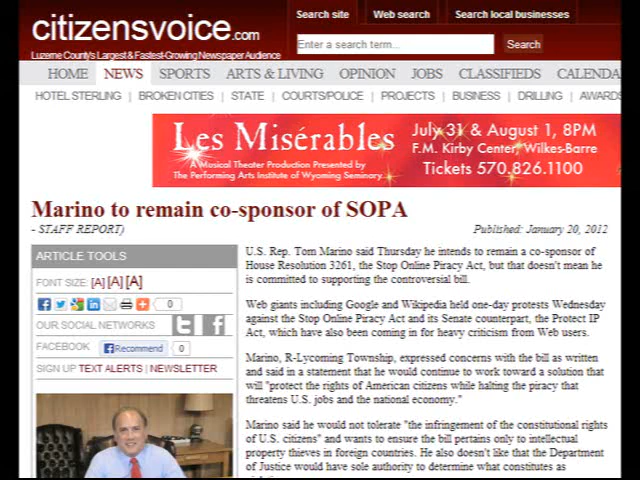 citizensvoice.com
Luzerne County's Largest & Fastest-Growing Newspaper Audience
Search site Web search Search local businesses
Enter a search term... Search
HOME NEWS SPORTS ARTS & LIVING OPINION JOBS CLASSIFIEDS CALENDA
HOTEL STERLING | BROKEN CITIES | STATE | COURTS/POLICE | PROJECTS | BUSINESS | DRILLING | AWARDS
Les Misérables
A Musical Theater Production Presented by
The Performing Arts Institute of Wyoming Seminary.
July 31 & August 1, 8PM
F.M. Kirby Center, Wilkes-Barre
Tickets 570.826.1100
Marino to remain co-sponsor of SOPA
- STAFF REPORT) Published: January 20, 2012
ARTICLE TOOLS
FONT SIZE: [A] [A] [A]
0
OUR SOCIAL NETWORKS
FACEBOOK Recommend 0
SIGN UP TEXT ALERTS | NEWSLETTER
U.S. Rep. Tom Marino said Thursday he intends to remain a co-sponsor of
House Resolution 3261, the Stop Online Piracy Act, but that doesn't mean he
is committed to supporting the controversial bill.
Web giants including Google and Wikipedia held one-day protests Wednesday
against the Stop Online Piracy Act and its Senate counterpart, the Protect IP
Act, which have also been coming in for heavy criticism from Web users.
Marino, R-Lycoming Township, expressed concerns with the bill as written
and said in a statement that he would continue to work toward a solution that
will "protect the rights of American citizens while halting the piracy that
threatens U.S. jobs and the national economy."
Marino said he would not tolerate "the infringement of the constitutional rights
of U.S. citizens" and wants to ensure the bill pertains only to intellectual
property thieves in foreign countries. He also doesn't like that the Department
of Justice would have sole authority to determine what constitutes as